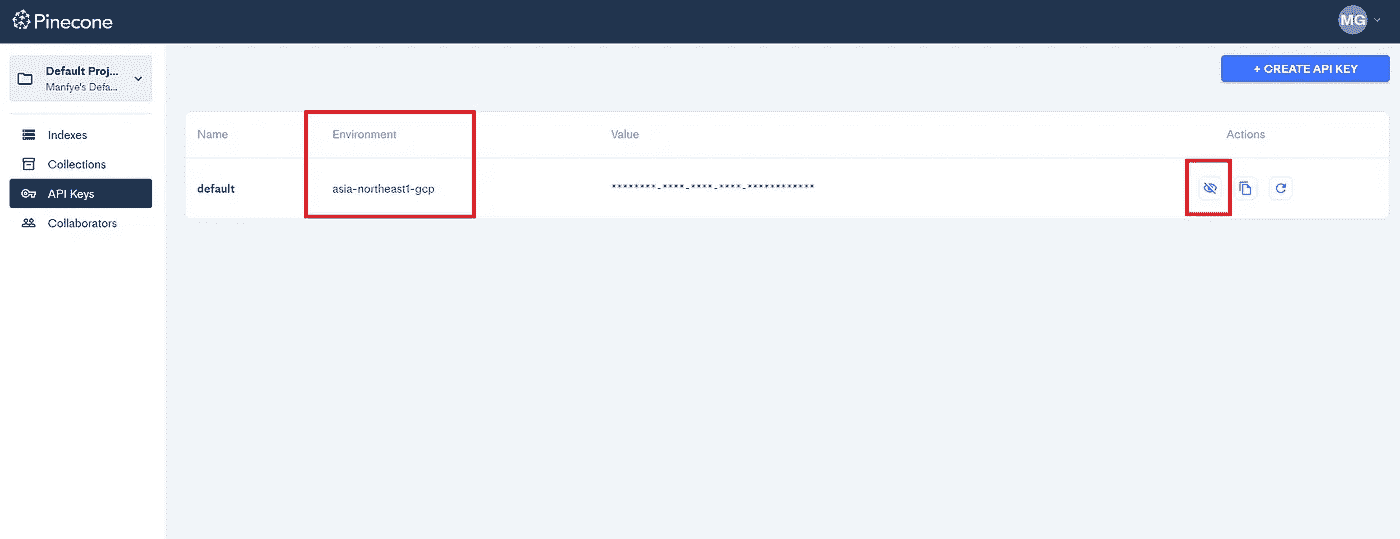 Pinecone
MG
Default Proj...
Manfye's Defa...
+ CREATE API KEY
Indexes
Collections
API Keys
Collaborators
Name Environment Value Actions
default asia-northeast1-gcp ********-****-****-****-************